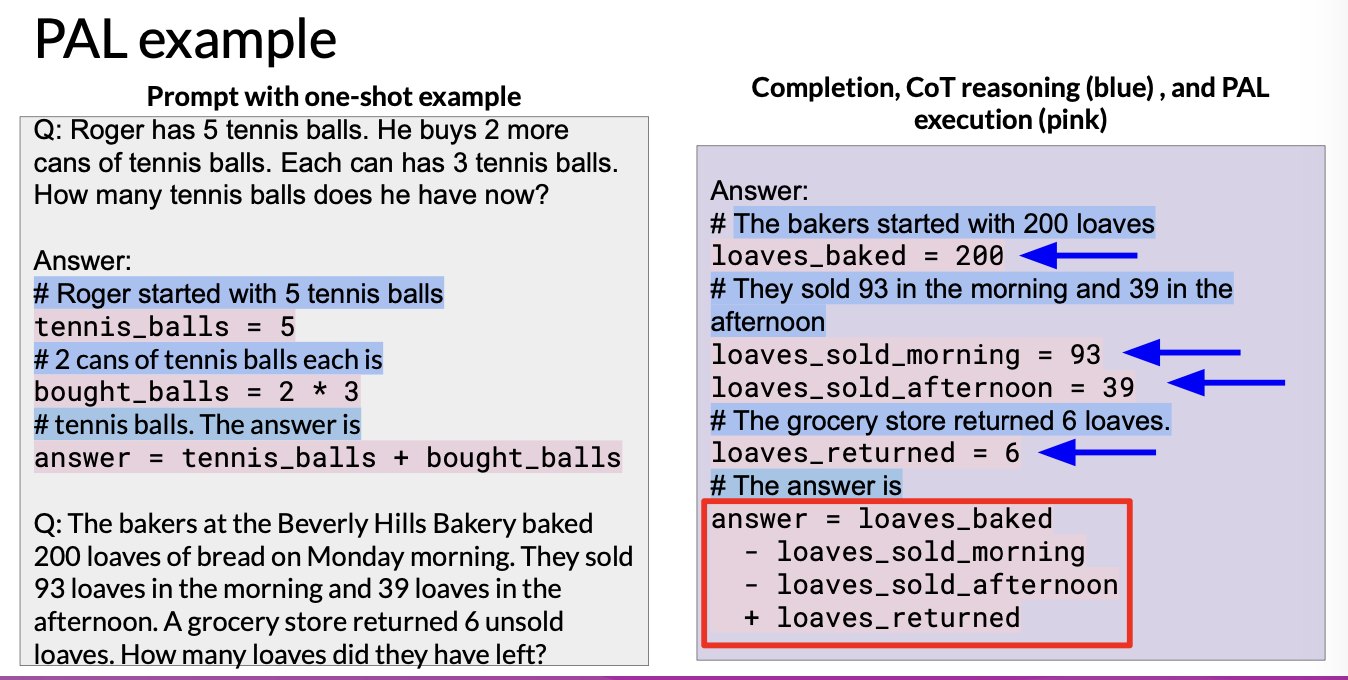 PAL example
Prompt with one-shot example
Q: Roger has 5 tennis balls. He buys 2 more
cans of tennis balls. Each can has 3 tennis balls.
How many tennis balls does he have now?
Answer:
# Roger started with 5 tennis balls
tennis_balls = 5
# 2 cans of tennis balls each is
bought_balls = 2 * 3
# tennis balls. The answer is
answer = tennis_balls + bought_balls
Q: The bakers at the Beverly Hills Bakery baked
200 loaves of bread on Monday morning. They sold
93 loaves in the morning and 39 loaves in the
afternoon. A grocery store returned 6 unsold
loaves. How many loaves did they have left?
Completion, CoT reasoning (blue) , and PAL
execution (pink)
Answer:
# The bakers started with 200 loaves
loaves_baked = 200
# They sold 93 in the morning and 39 in the
afternoon
loaves_sold_morning = 93
loaves_sold_afternoon = 39
# The grocery store returned 6 loaves.
loaves_returned = 6
# The answer is
answer = loaves_baked
- loaves_sold_morning
- loaves_sold_afternoon
+ loaves_returned